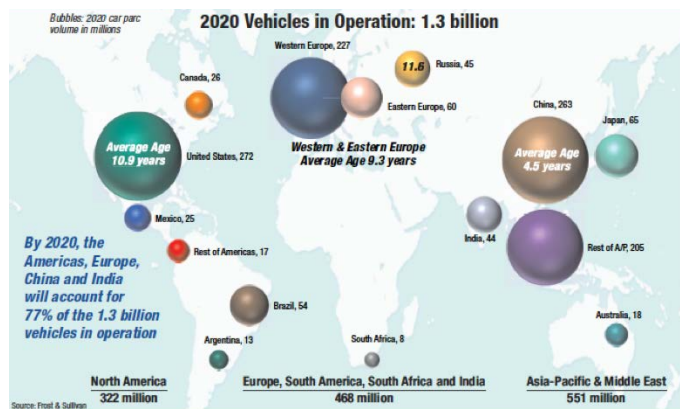 Bubbles: 2020 car parc
volume in millions
2020 Vehicles in Operation: 1.3 billion
Western Europe, 227
11.6
Russia, 45
Canada, 26
Eastern Europe, 60
China, 263
Japan, 65
Average Age
10.9 years
United States, 272
Western & Eastern Europe
Average Age 9.3 years
Average Age
4.5 years
Mexico, 25
India, 44
By 2020, the
Americas, Europe,
China and India
will account for
77% of the 1.3 billion
vehicles in operation
Rest of Americas, 17
Rest of A/P, 205
Brazil, 54
Australia, 18
Argentina, 13
South Africa, 8
North America
322 million
Europe, South America, South Africa and India
468 million
Asia-Pacific & Middle East
551 million
Source: Frost & Sullivan